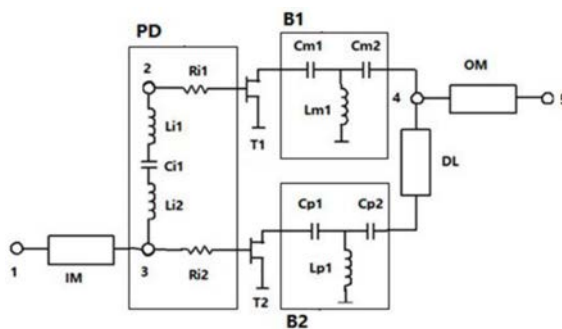 B1
PD
Cm1 Cm2
OM
2
Ri1
4
5
Lm1
Li1
T1
DL
Ci1
Cp1 Cp2
Li2
1
3
Lp1
IM
Ri2
T2
B2